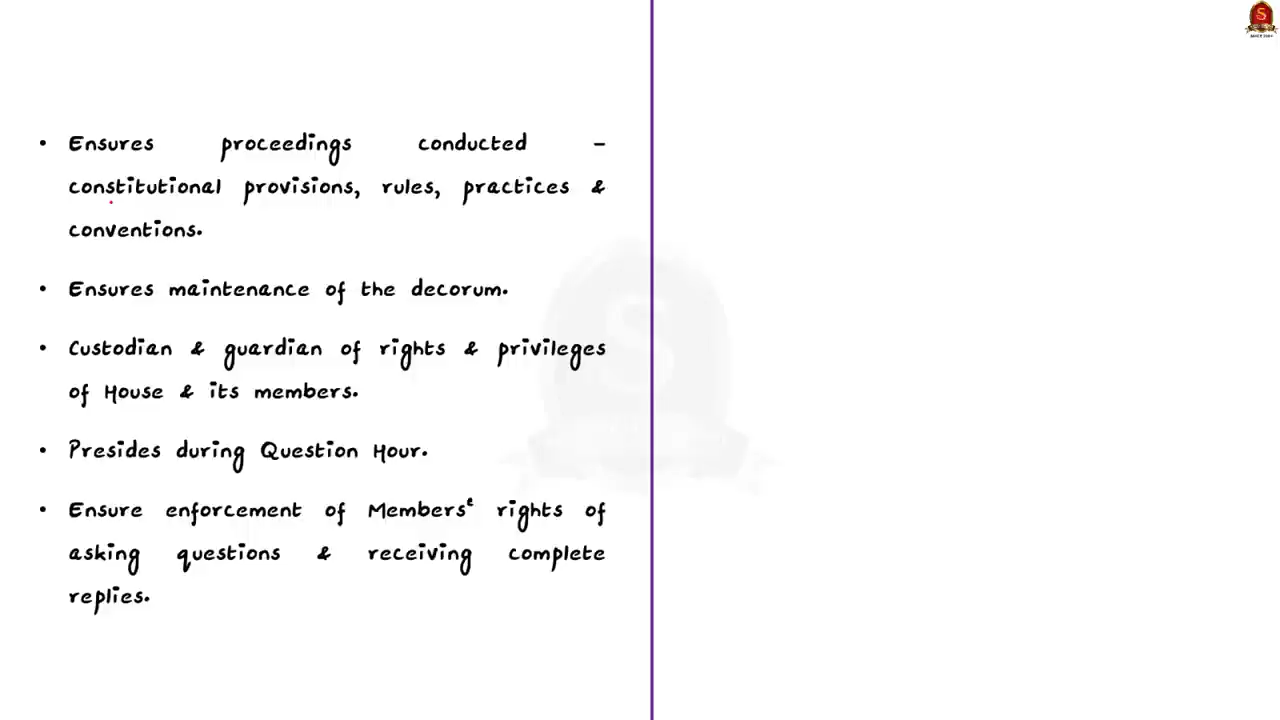 • Ensures proceedings conducted –
constitutional provisions, rules, practices &
conventions.
• Ensures maintenance of the decorum.
• Custodian & guardian of rights & privileges
of House & its members.
• Presides during Question Hour.
• Ensure enforcement of Members‘ rights of
asking questions & receiving complete
replies.
S